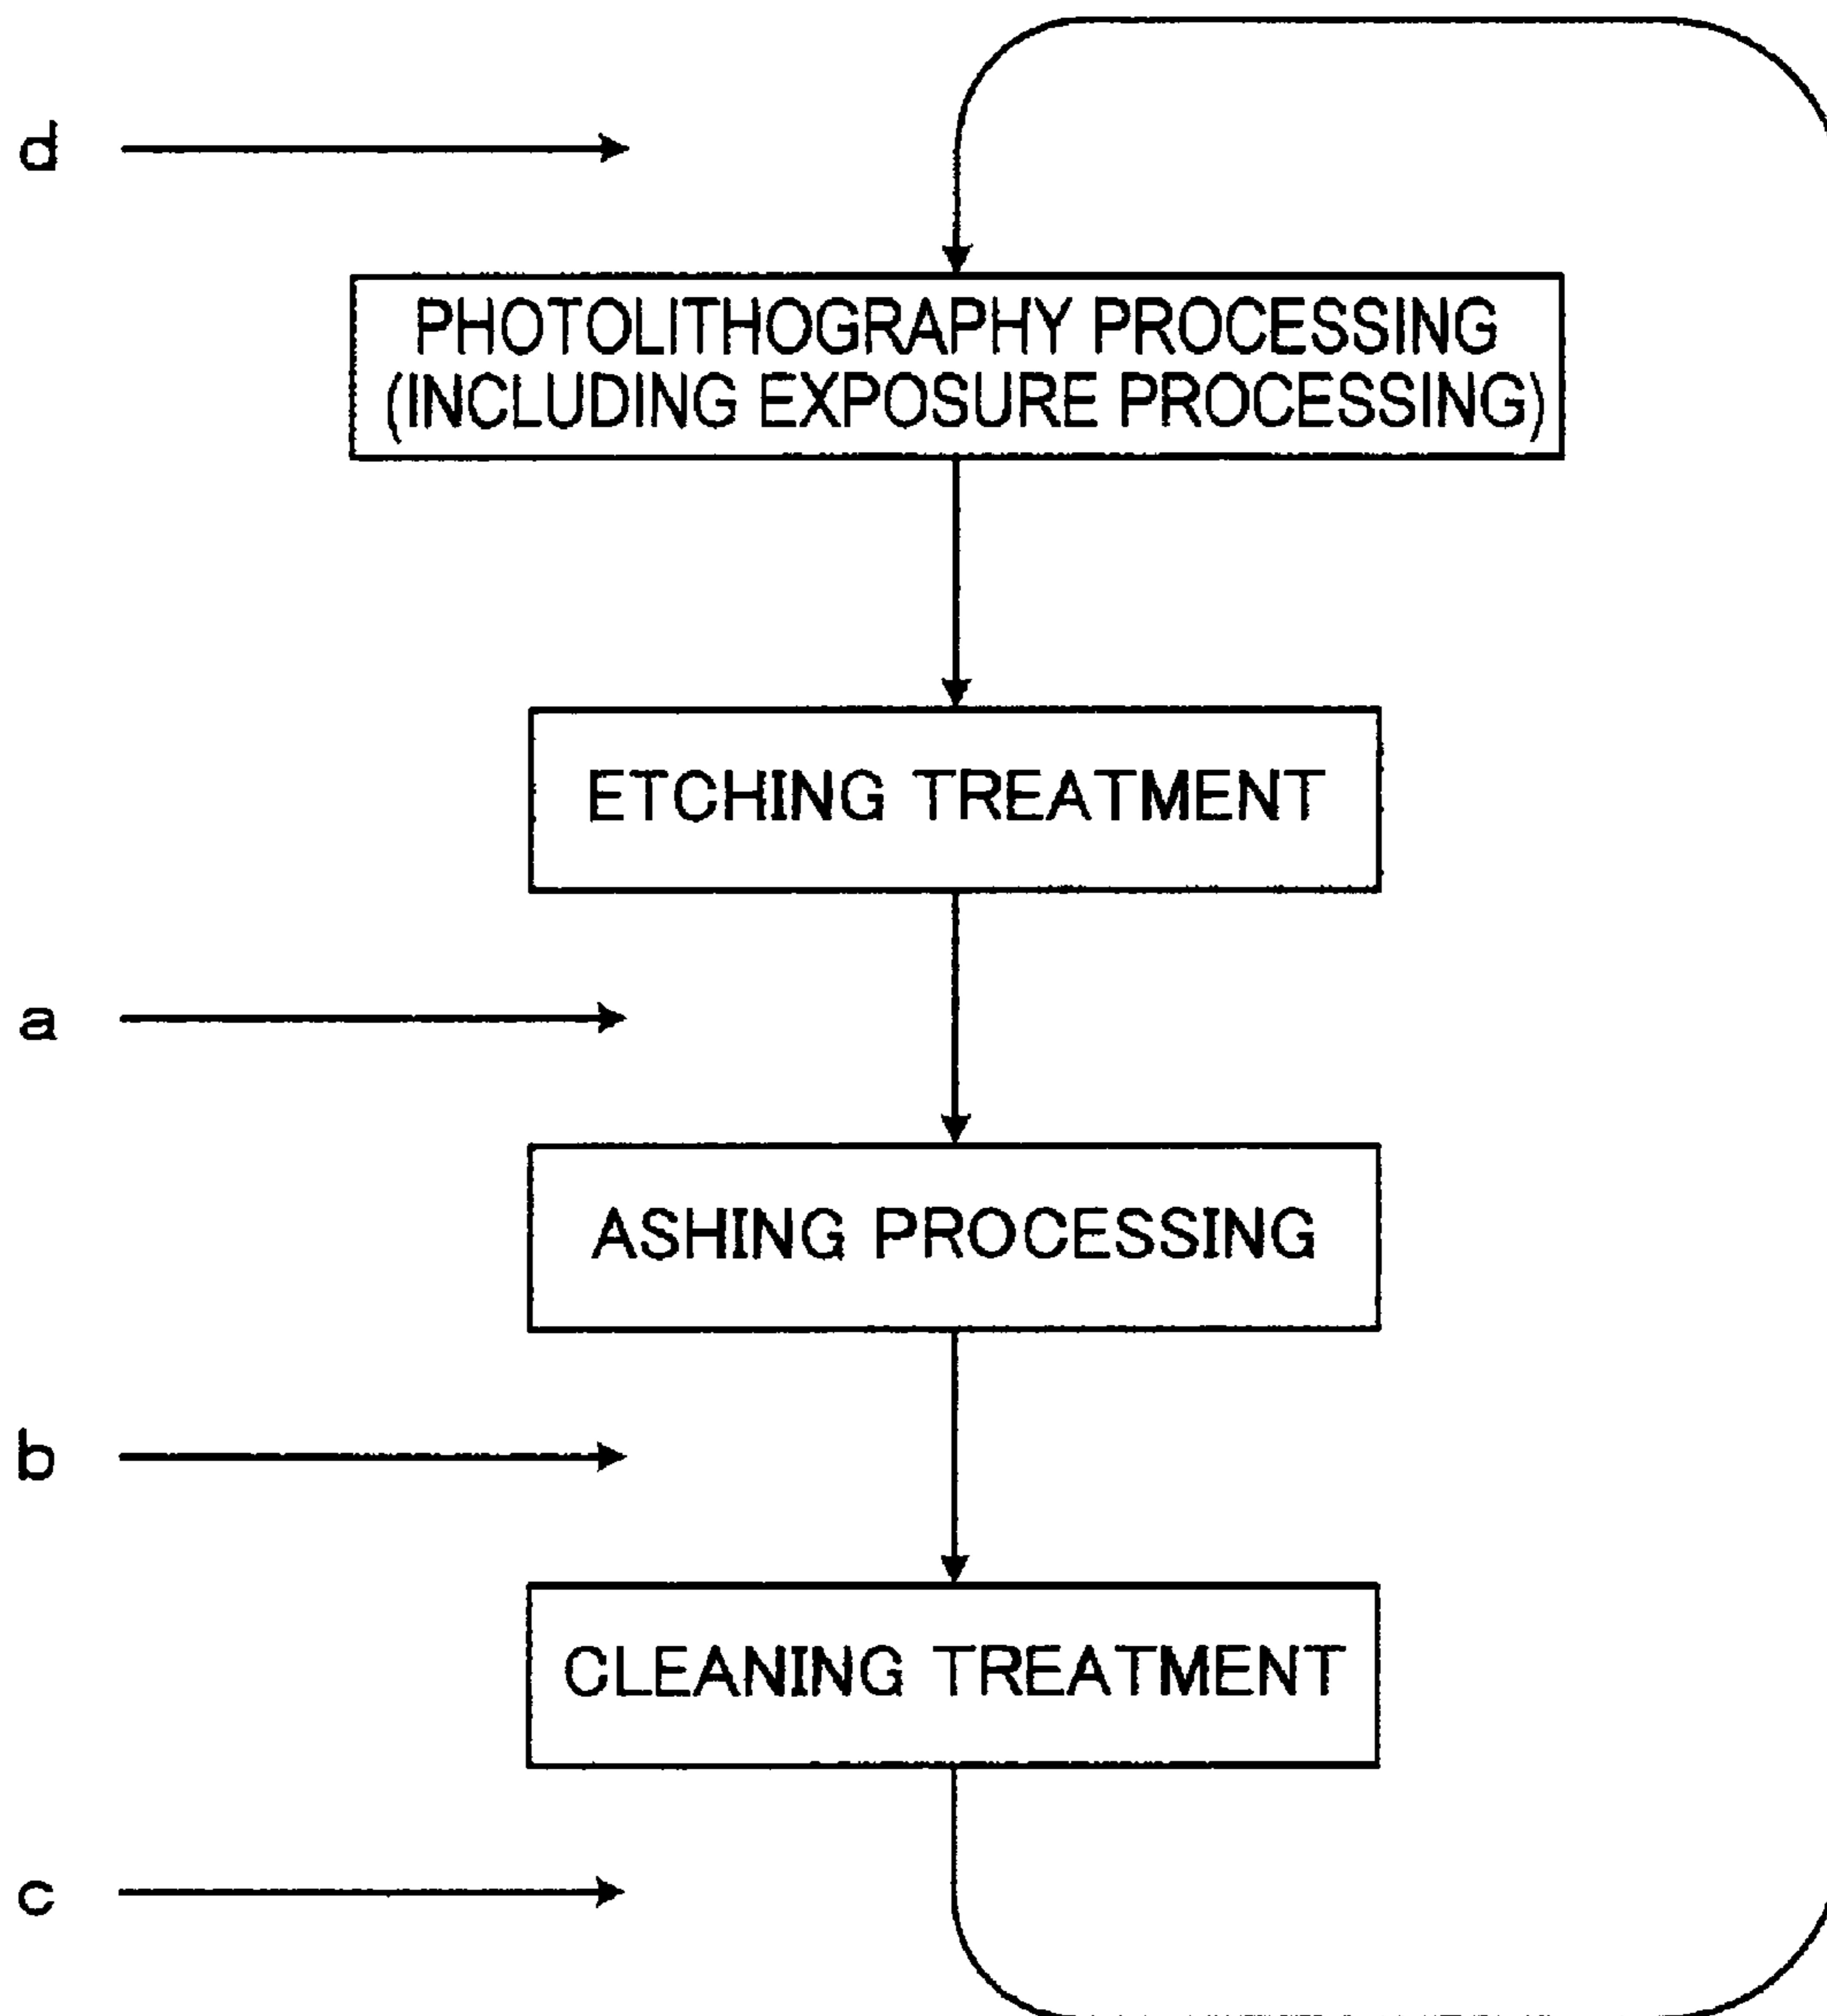 d
PHOTOLITHOGRAPHY PROCESSING
(INCLUDING EXPOSURE PROCESSING)
ETCHING TREATMENT
a
ASHING PROCESSING
b
CLEANING TREATMENT
c